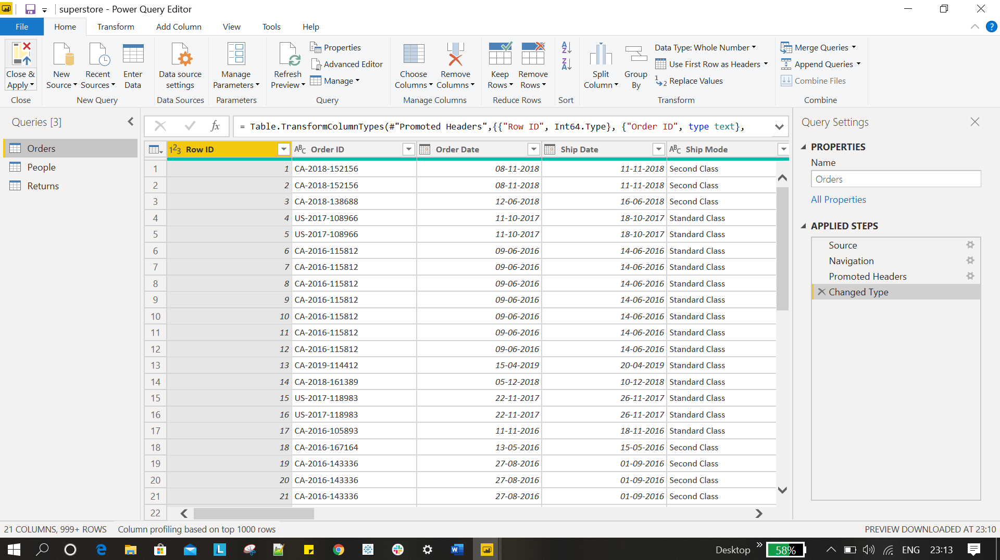 superstore - Power Query Editor
File Home Transform Add Column View Tools Help
Close & Apply
New Source
Recent Sources
Enter Data
Data source settings
Manage Parameters
Refresh Preview
Properties
Advanced Editor
Manage
Choose Columns
Remove Columns
Keep Rows
Remove Rows
Split Column
Group By
Data Type: Whole Number
Use First Row as Headers
Replace Values
Merge Queries
Append Queries
Combine Files
Close New Query Data Sources Parameters Query Manage Columns Reduce Rows Sort Transform Combine
Queries [3]
Orders
People
Returns
fx = Table.TransformColumnTypes(#"Promoted Headers",{{"Row ID", Int64.Type}, {"Order ID", type text},
123 Row ID ABC Order ID Order Date Ship Date ABC Ship Mode
1 1 CA-2018-152156 08-11-2018 11-11-2018 Second Class
2 2 CA-2018-152156 08-11-2018 11-11-2018 Second Class
3 3 CA-2018-138688 12-06-2018 16-06-2018 Second Class
4 4 US-2017-108966 11-10-2017 18-10-2017 Standard Class
5 5 US-2017-108966 11-10-2017 18-10-2017 Standard Class
6 6 CA-2016-115812 09-06-2016 14-06-2016 Standard Class
7 7 CA-2016-115812 09-06-2016 14-06-2016 Standard Class
8 8 CA-2016-115812 09-06-2016 14-06-2016 Standard Class
9 9 CA-2016-115812 09-06-2016 14-06-2016 Standard Class
10 10 CA-2016-115812 09-06-2016 14-06-2016 Standard Class
11 11 CA-2016-115812 09-06-2016 14-06-2016 Standard Class
12 12 CA-2016-115812 09-06-2016 14-06-2016 Standard Class
13 13 CA-2019-114412 15-04-2019 20-04-2019 Standard Class
14 14 CA-2018-161389 05-12-2018 10-12-2018 Standard Class
15 15 US-2017-118983 22-11-2017 26-11-2017 Standard Class
16 16 US-2017-118983 22-11-2017 26-11-2017 Standard Class
17 17 CA-2016-105893 11-11-2016 18-11-2016 Standard Class
18 18 CA-2016-167164 13-05-2016 15-05-2016 Second Class
19 19 CA-2016-143336 27-08-2016 01-09-2016 Second Class
20 20 CA-2016-143336 27-08-2016 01-09-2016 Second Class
21 21 CA-2016-143336 27-08-2016 01-09-2016 Second Class
22
Query Settings
PROPERTIES
Name
Orders
All Properties
APPLIED STEPS
Source
Navigation
Promoted Headers
Changed Type
21 COLUMNS, 999+ ROWS Column profiling based on top 1000 rows PREVIEW DOWNLOADED AT 23:10
Desktop 58% ENG 23:13